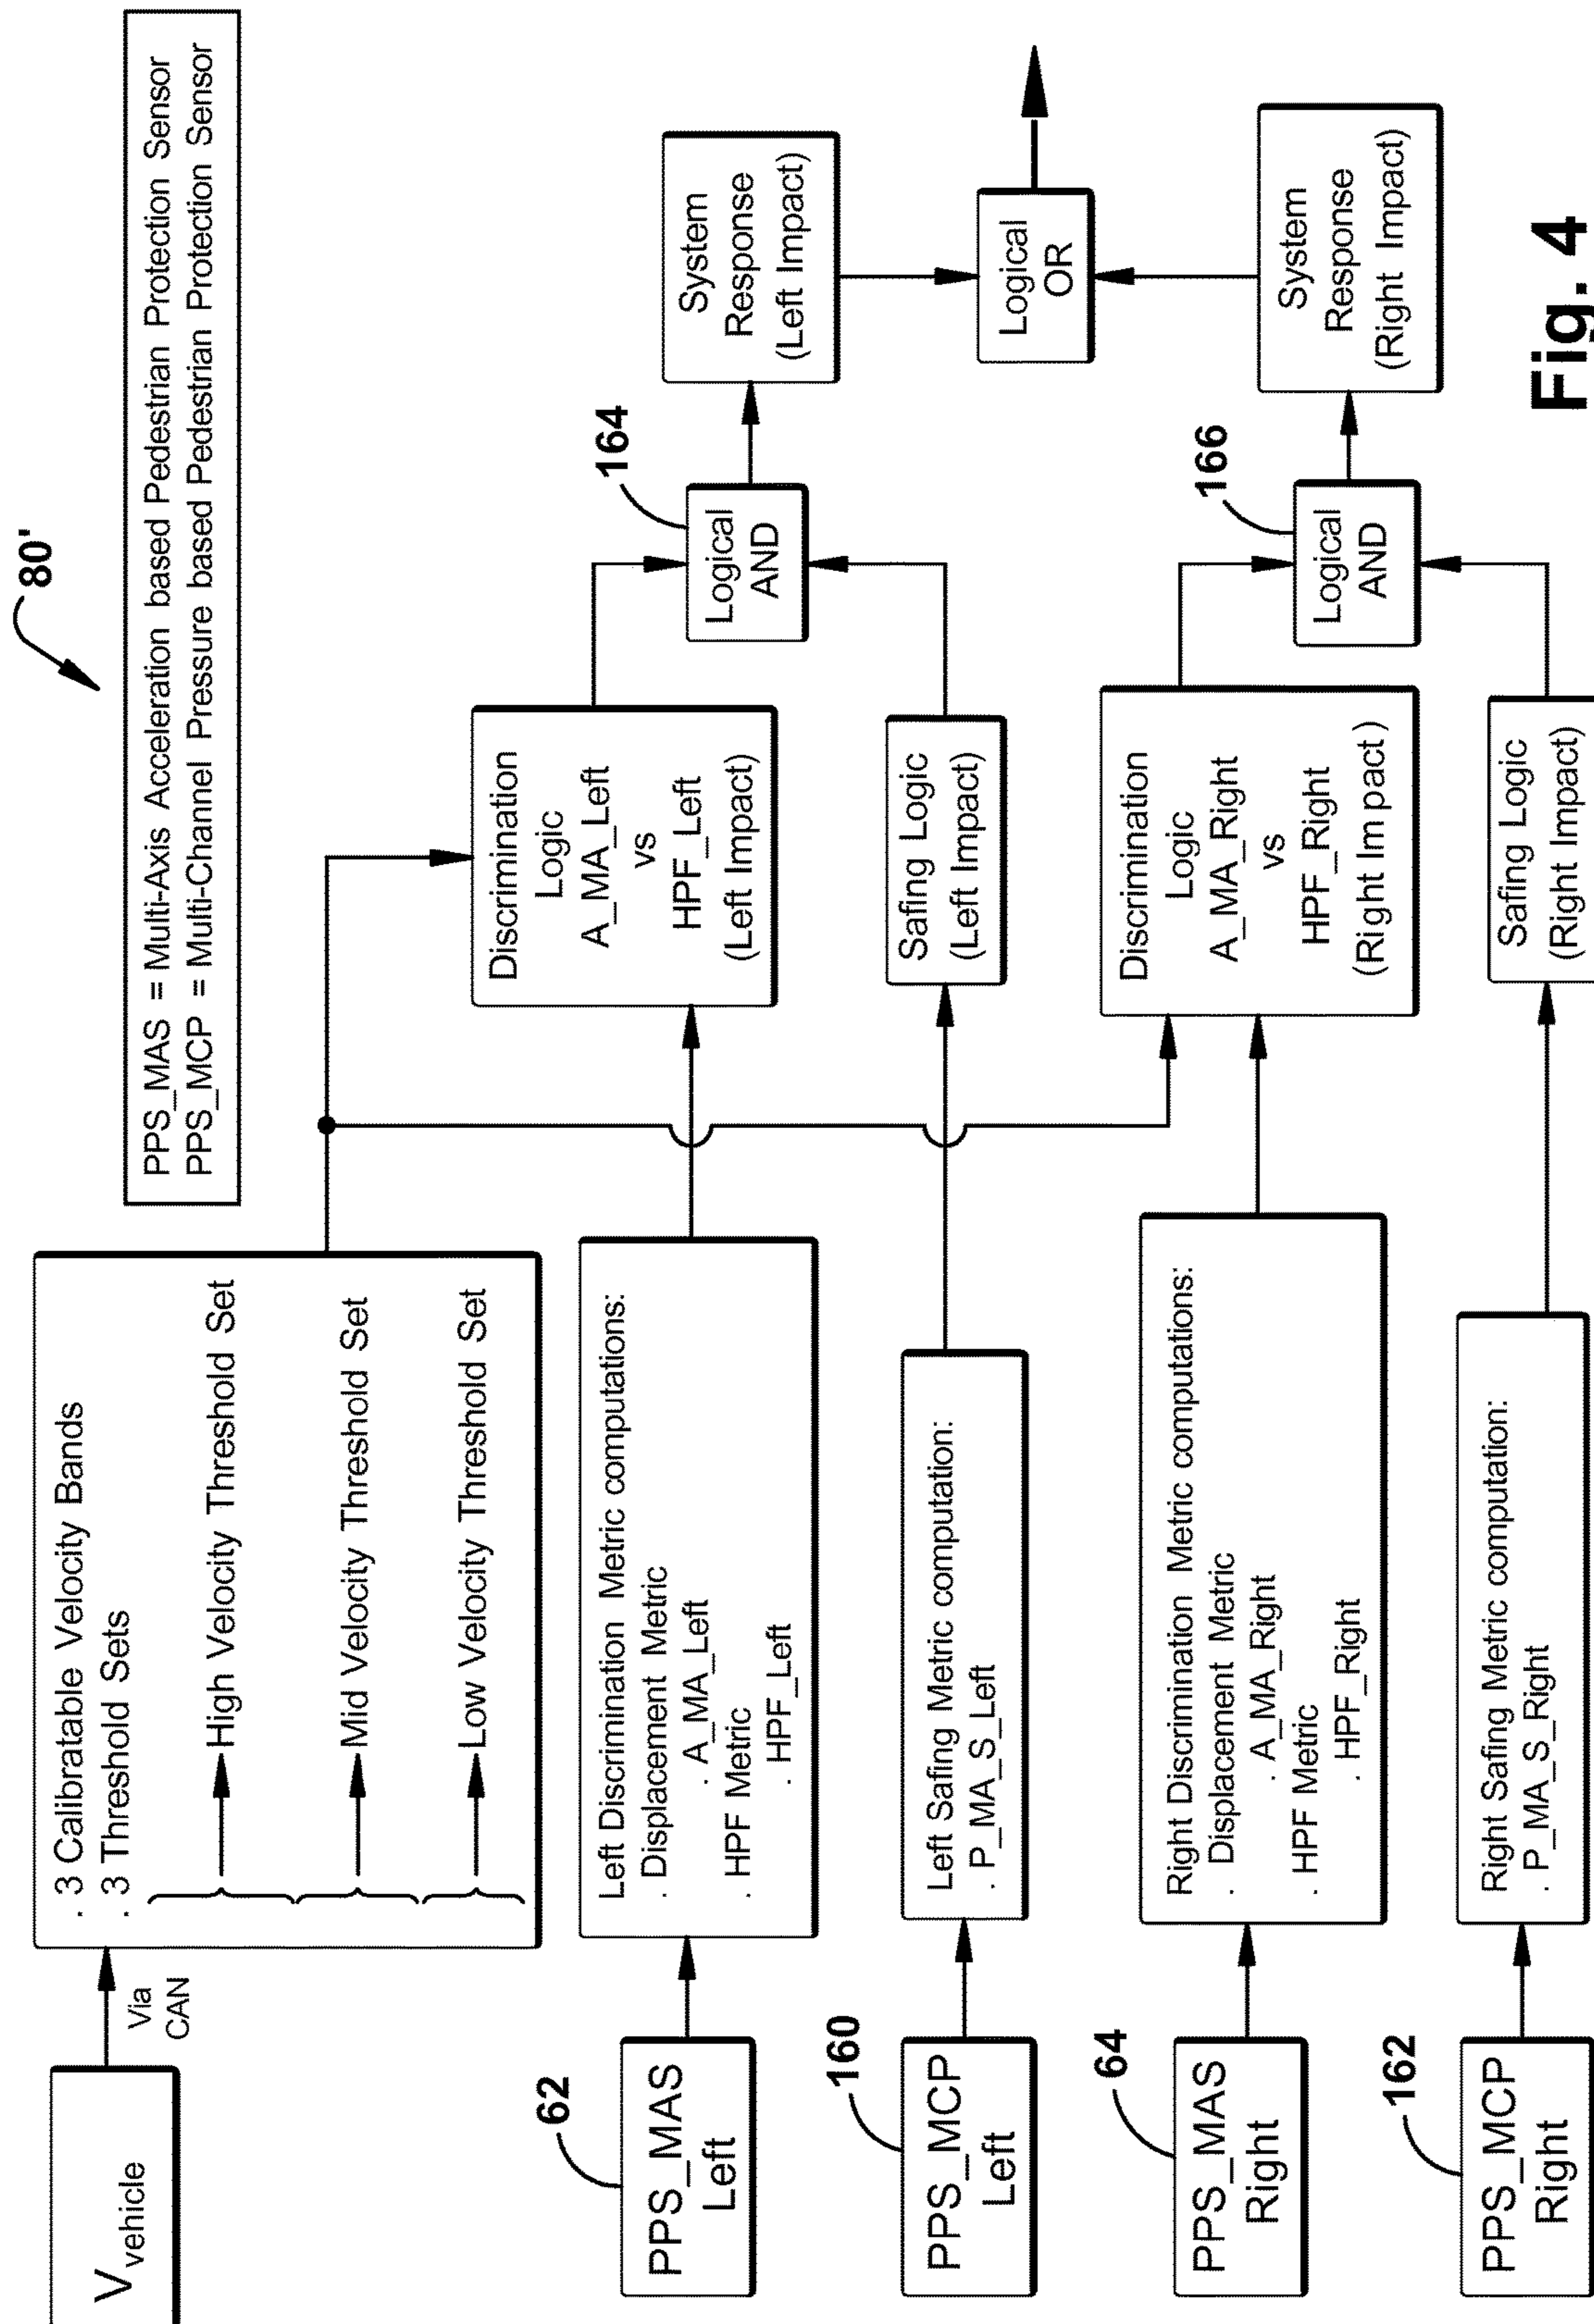 80'
PPS_MAS = Multi-Axis Acceleration based Pedestrian Protection Sensor
PPS_MCP = Multi-Channel Pressure based Pedestrian Protection Sensor
V vehicle
Via
CAN
. 3 Calibratable Velocity Bands
. 3 Threshold Sets
High Velocity Threshold Set
Mid Velocity Threshold Set
Low Velocity Threshold Set
62
PPS_MAS
Left
Left Discrimination Metric computations:
. Displacement Metric
. A_MA_Left
. HPF Metric
. HPF_Left
Discrimination
Logic
A_MA_Left
vs
HPF_Left
(Left Impact)
160
PPS_MCP
Left
Left Safing Metric computation:
. P_MA_S_Left
Safing Logic
(Left Impact)
164
Logical
AND
System
Response
(Left Impact)
Logical
OR
64
PPS_MAS
Right
Right Discrimination Metric computations:
. Displacement Metric
. A_MA_Right
. HPF Metric
. HPF_Right
Discrimination
Logic
A_MA_Right
vs
HPF_Right
(Right Im pact)
162
PPS_MCP
Right
Right Safing Metric computation:
. P_MA_S_Right
Safing Logic
(Right Impact)
166
Logical
AND
System
Response
(Right Impact)
Fig. 4